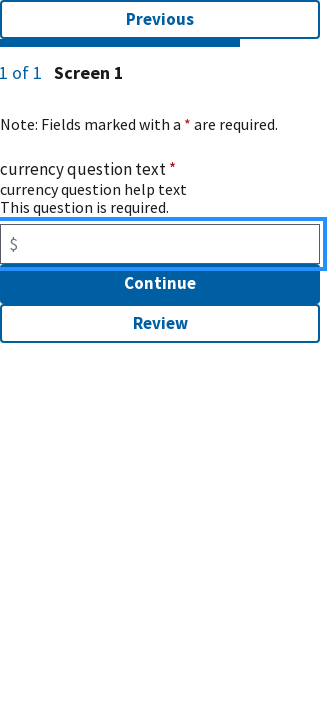 Previous
1 of 1 Screen 1
Note: Fields marked with a * are required.
currency question text *
currency question help text
This question is required.
$
Continue
Review